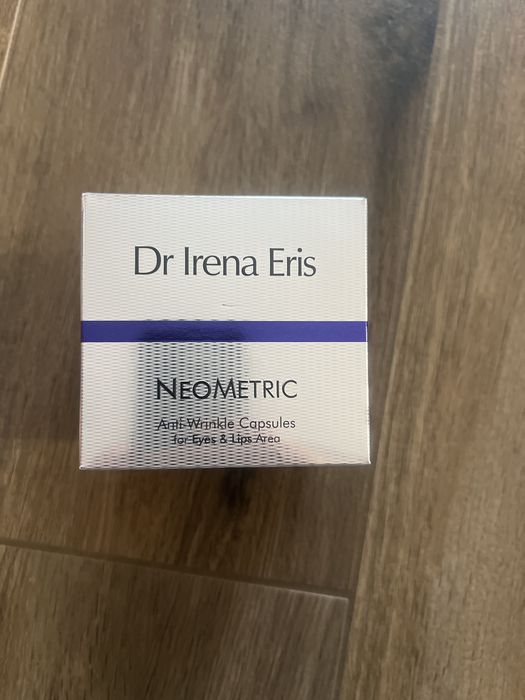 Dr Irena Eris
NEOMETRIC
Anti-Wrinkle Capsules
for Eyes & Lips Area